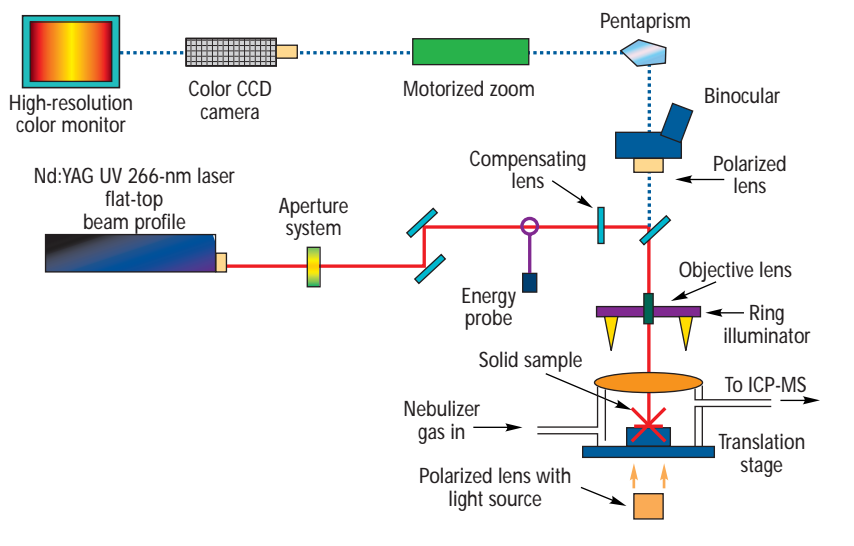 Pentaprism
High-resolution
color monitor
Color CCD
camera
Motorized zoom
Binocular
Polarized
lens
Compensating
lens
Nd:YAG UV 266-nm laser
flat-top
beam profile
Aperture
system
Energy
probe
Objective lens
Ring
illuminator
Solid sample
To ICP-MS
Nebulizer
gas in
Translation
stage
Polarized lens with
light source